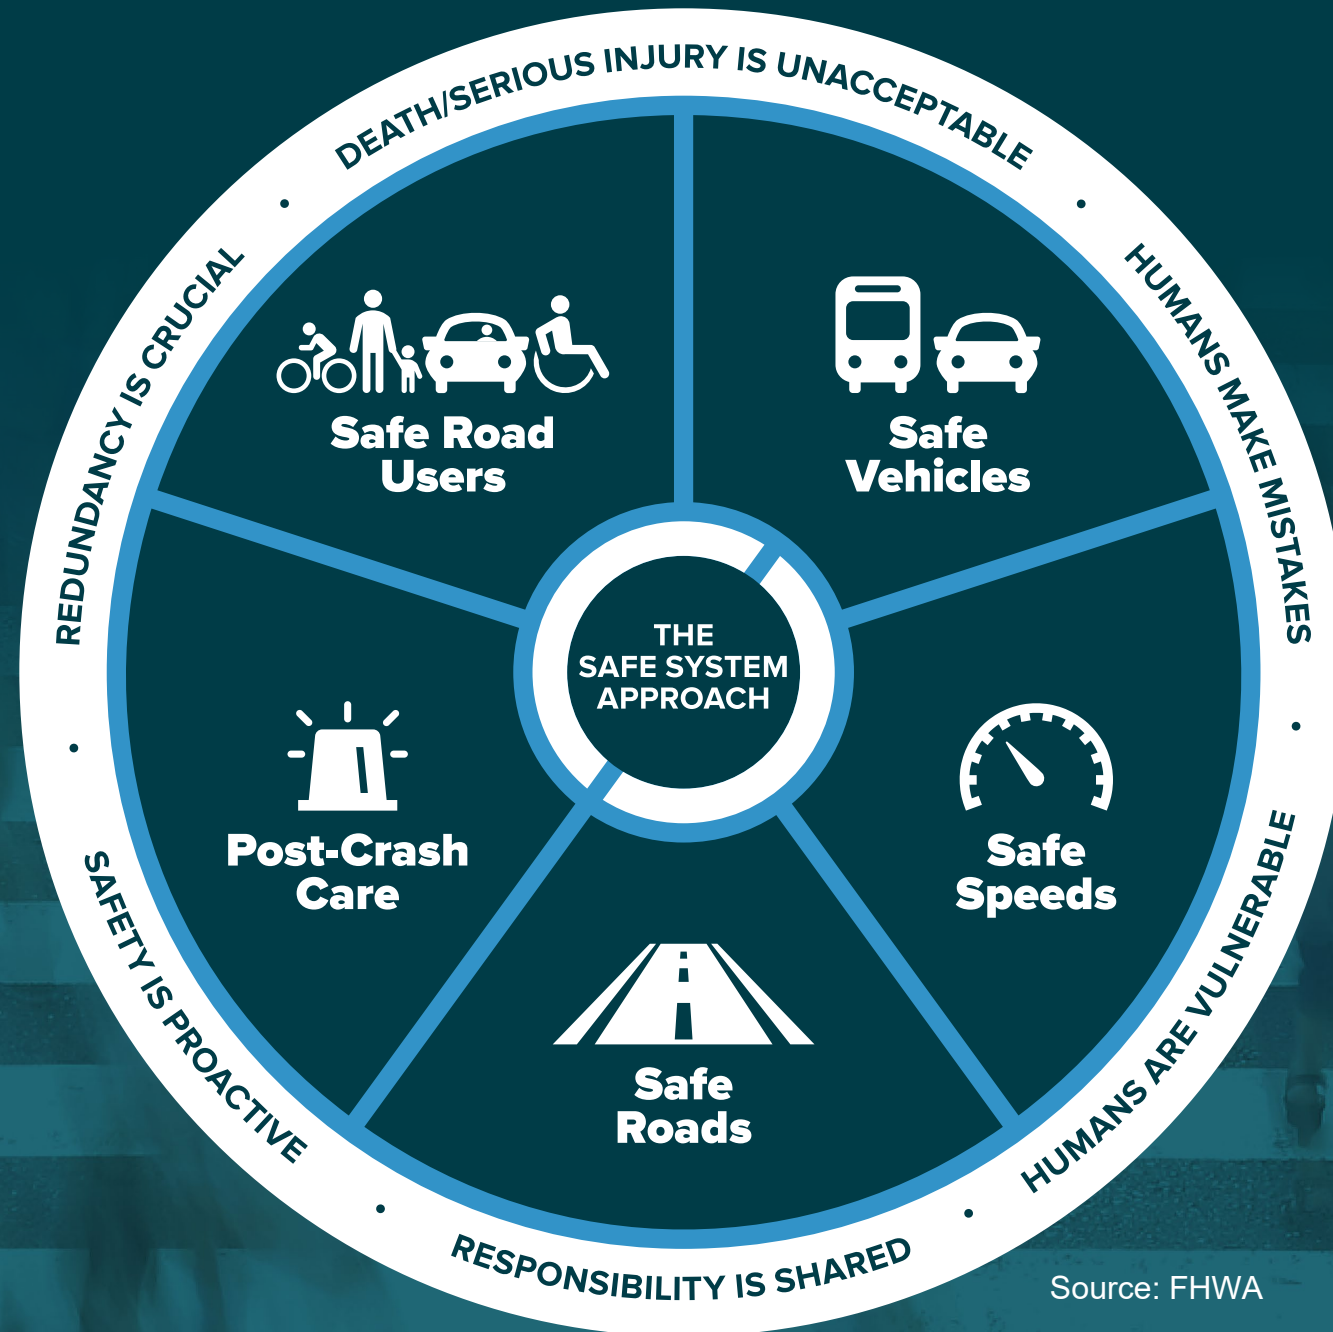 DEATH/SERIOUS INJURY IS UNACCEPTABLE
HUMANS MAKE MISTAKES
HUMANS ARE VULNERABLE
RESPONSIBILITY IS SHARED
SAFETY IS PROACTIVE
REDUNDANCY IS CRUCIAL
Safe Road
Users
Safe
Vehicles
Safe
Speeds
Safe
Roads
Post-Crash
Care
THE
SAFE SYSTEM
APPROACH
Source: FHWA